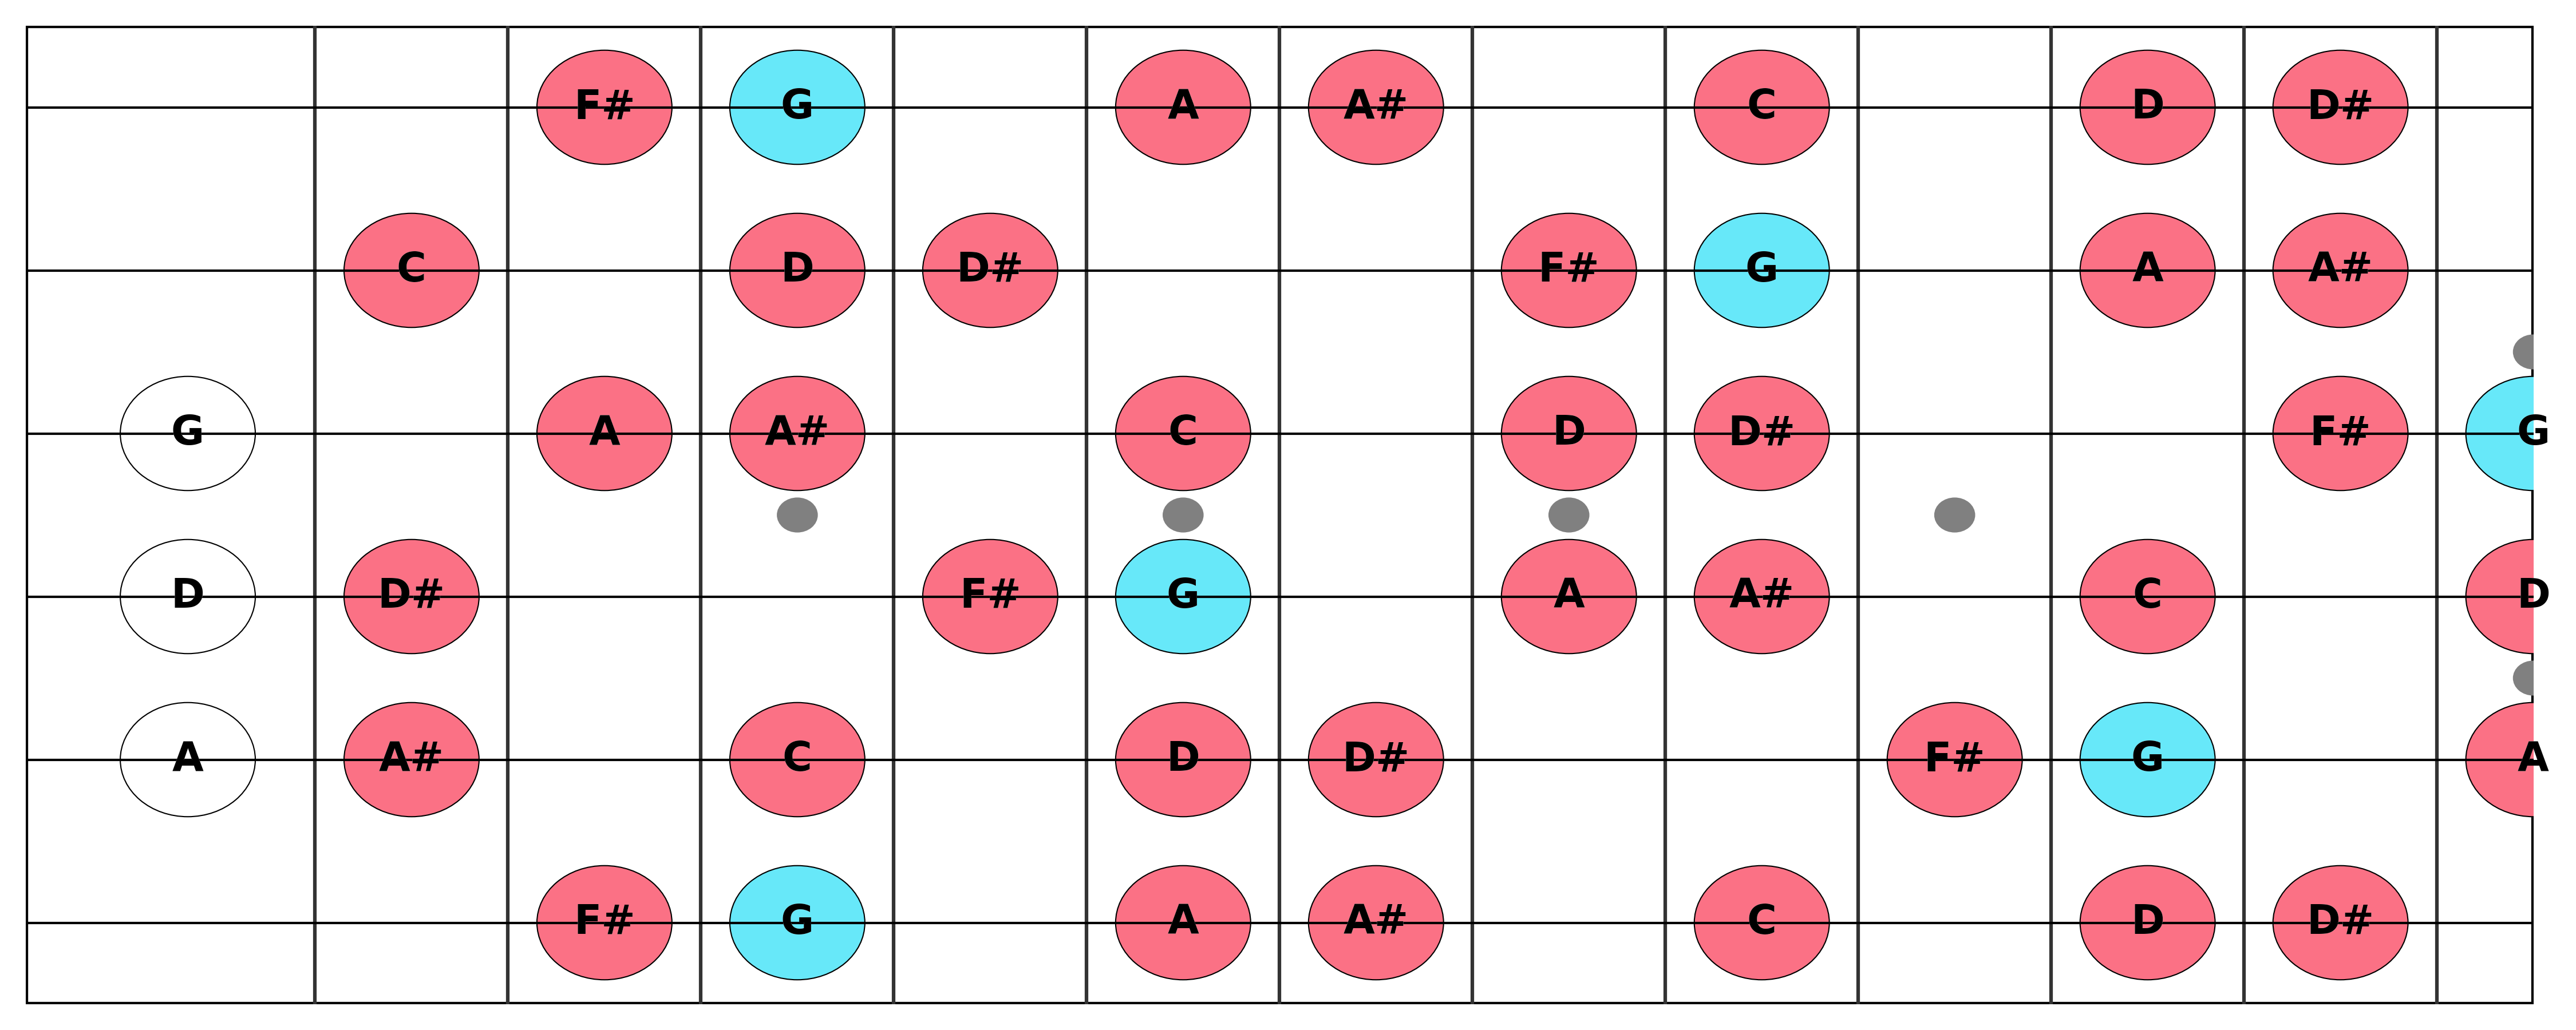 F# G A A# C D D#
C D D# F# G A A#
G A A# C D D# F# G
D D# F# G A A# C D
A A# C D D# F# G A
F# G A A# C D D#